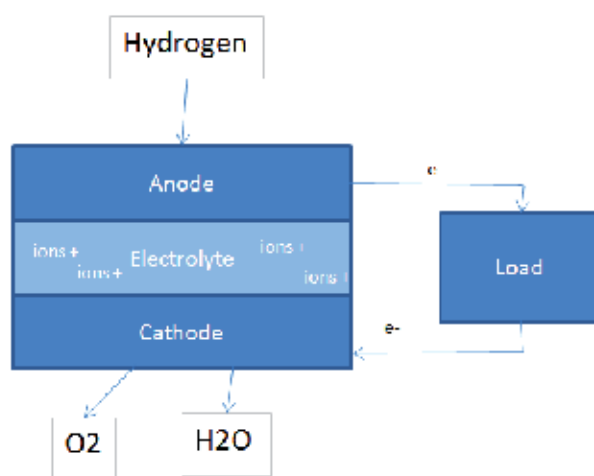 Hydrogen
Anode
e
ions +
Electrolyte
ions +
ions +
ions +
Load
Cathode
e-
O2
H2O